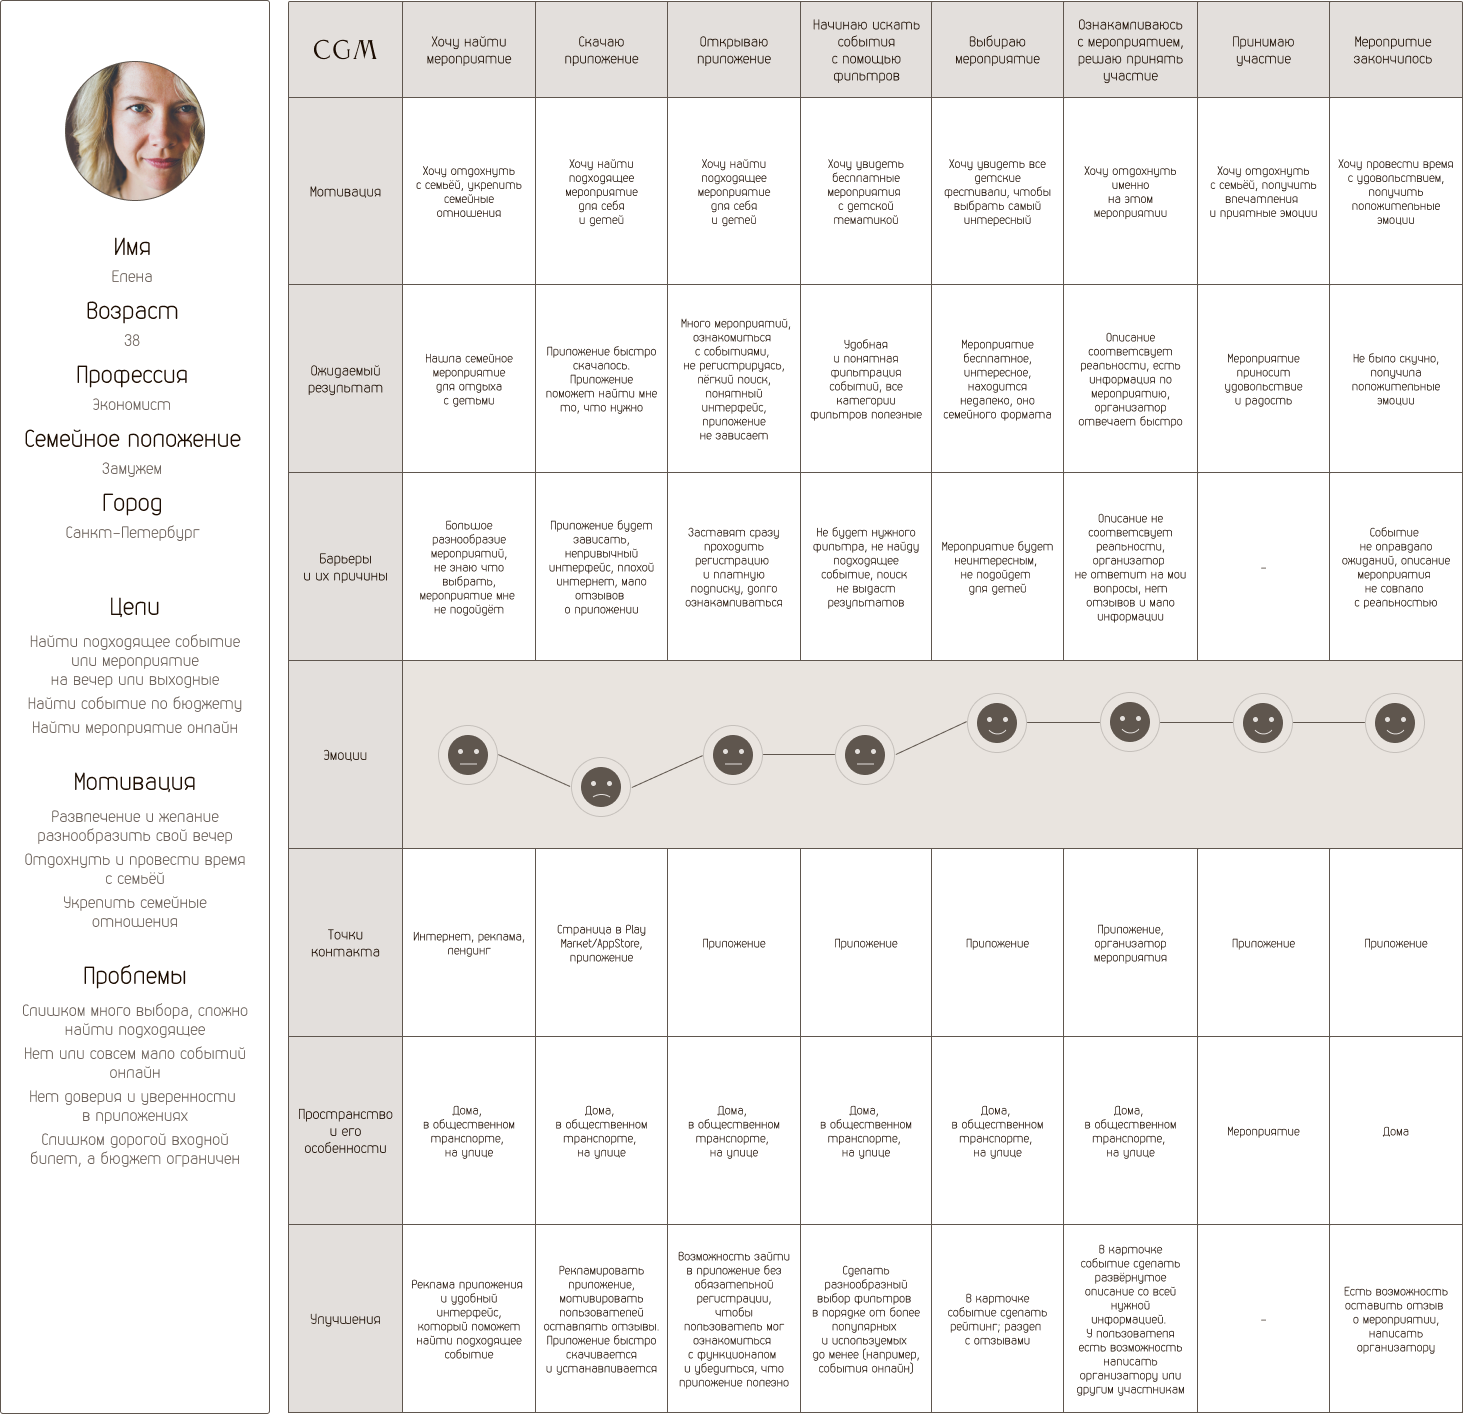 Имя
Елена
Возраст
38
Профессия
Экономист
Семейное положение
Замужем
Город
Санкт-Петербург
Цели
Найти подходящее событие
или мероприятие
на вечер или выходные
Найти событие по бюджету
Найти мероприятие онлайн
Мотивация
Развлечение и желание
разнообразить свой вечер
Отдохнуть и провести время
с семьёй
Укрепить семейные
отношения
Проблемы
Слишком много выбора, сложно
найти подходящее
Нет или совсем мало событий
онлайн
Нет доверия и уверенности
в приложениях
Слишком дорогой входной
билет, а бюджет ограничен
CGM
Хочу найти
мероприятие
Скачаю
приложение
Открываю
приложение
Начинаю искать
события
с помощью
фильтров
Выбираю
мероприятие
Ознакамливаюсь
с мероприятием,
решаю принять
участие
Принимаю
участие
Меропритие
закончилось
Мотивация
Хочу отдохнуть
с семьёй, укрепить
семейные
отношения
Хочу найти
подходящее
мероприятие
для себя
и детей
Хочу найти
подходящее
мероприятие
для себя
и детей
Хочу увидеть
бесплатные
мероприятия
с детской
тематикой
Хочу увидеть все
детские
фестивали, чтобы
выбрать самый
интересный
Хочу отдохнуть
именно
на этом
мероприятии
Хочу отдохнуть
с семьёй, получить
впечатления
и приятные эмоции
Хочу провести время
с удовольствием,
получить
положительные
эмоции
Ожидаемый
результат
Нашла семейное
мероприятие
для отдыха
с детьми
Приложение быстро
скачалось.
Приложение
поможет найти мне
то, что нужно
Много мероприятий,
ознакомиться
с событиями,
не регистрируясь,
лёгкий поиск,
понятный
интерфейс,
приложение
не зависает
Удобная
и понятная
фильтрация
событий, все
категории
фильтров полезные
Мероприятие
бесплатное,
интересное,
находится
недалеко, оно
семейного формата
Описание
соответсвует
реальности, есть
информация по
мероприятию,
организатор
отвечает быстро
Мероприятие
приносит
удовольствие
и радость
Не было скучно,
получила
положительные
эмоции
Барьеры
и их причины
Большое
разнообразие
мероприятий,
не знаю что
выбрать,
мероприятие мне
не подойдёт
Приложение будет
зависать,
непривычный
интерфейс, плохой
интернет, мало
отзывов
о приложении
Заставят сразу
проходить
регистрацию
и платную
подписку, долго
ознакамливаться
Не будет нужного
фильтра, не найду
подходящее
событие, поиск
не выдаст
результатов
Мероприятие будет
неинтересным,
не подойдет
для детей
Описание не
соответсвует
реальности,
организатор
не ответит на мои
вопросы, нет
отзывов и мало
информации
-
Событие
не оправдало
ожиданий, описание
мероприятия
не совпало
с реальностью
Эмоции
Точки
контакта
Интернет, реклама,
лендинг
Страница в Play
Market/AppStore,
приложение
Приложение
Приложение
Приложение
Приложение,
организатор
мероприятия
Приложение
Приложение
Пространство
и его
особенности
Дома,
в общественном
транспорте,
на улице
Дома,
в общественном
транспорте,
на улице
Дома,
в общественном
транспорте,
на улице
Дома,
в общественном
транспорте,
на улице
Дома,
в общественном
транспорте,
на улице
Дома,
в общественном
транспорте,
на улице
Мероприятие
Дома
Улучшения
Реклама приложения
и удобный
интерфейс,
который поможет
найти подходящее
событие
Рекламировать
приложение,
мотивировать
пользователей
оставлять отзывы.
Приложение быстро
скачивается
и устанавливается
Возможность зайти
в приложение без
обязательной
регистрации,
чтобы
пользователь мог
ознакомиться
с функционалом
и убедиться, что
приложение полезно
Сделать
разнообразный
выбор фильтров
в порядке от более
популярных
и используемых
до менее (например,
события онлайн)
В карточке
событие сделать
рейтинг; раздел
с отзывами
В карточке
событие сделать
развёрнутое
описание со всей
нужной
информацией.
У пользователя
есть возможность
написать
организатору или
другим участникам
-
Есть возможность
оставить отзыв
о мероприятии,
написать
организатору